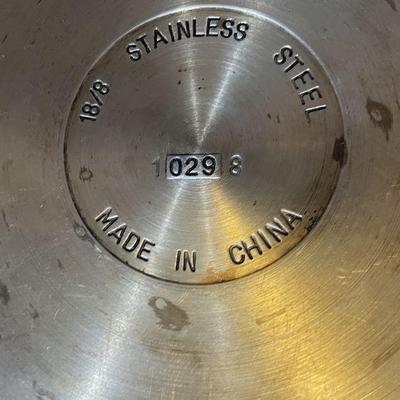 18/8 STAINLESS STEEL
1 029 8
MADE IN CHINA